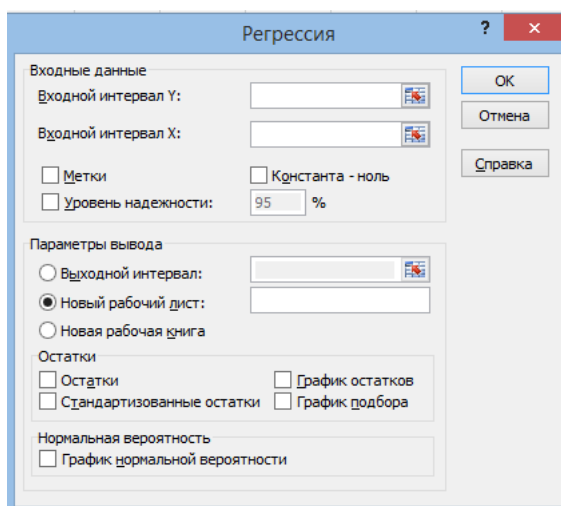 Регрессия
?
×
Входные данные
Входной интервал Y:
Входной интервал X:
Метки
Константа - ноль
Уровень надежности:
95 %
OK
Отмена
Справка
Параметры вывода
Выходной интервал:
Новый рабочий лист:
Новая рабочая книга
Остатки
Остатки
График остатков
Стандартизованные остатки
График подбора
Нормальная вероятность
График нормальной вероятности